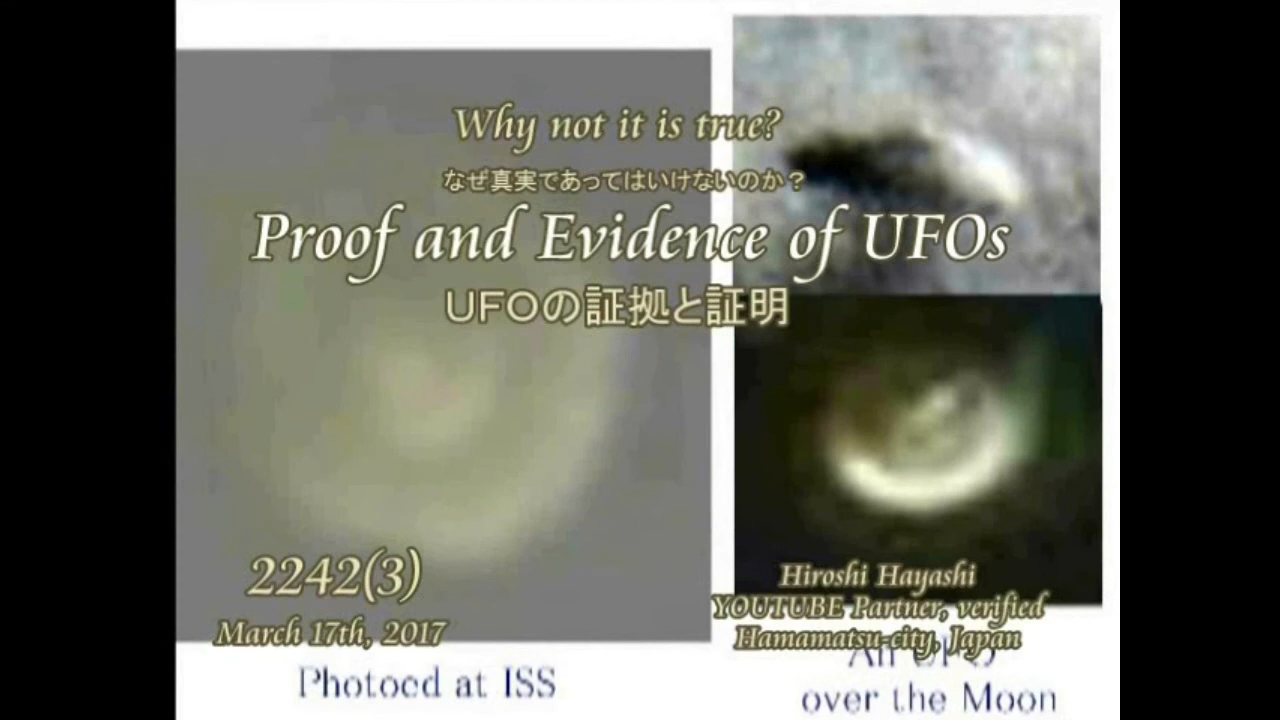 Why not it is true?
なぜ真実であってはいけないのか？
Proof and Evidence of UFOs
UFOの証拠と証明
2242(3)
March 17th, 2017
Hiroshi Hayashi
YOUTUBE Partner, verified
Hamamatsu-city, Japan
Photoed at ISS
An UFO
over the Moon